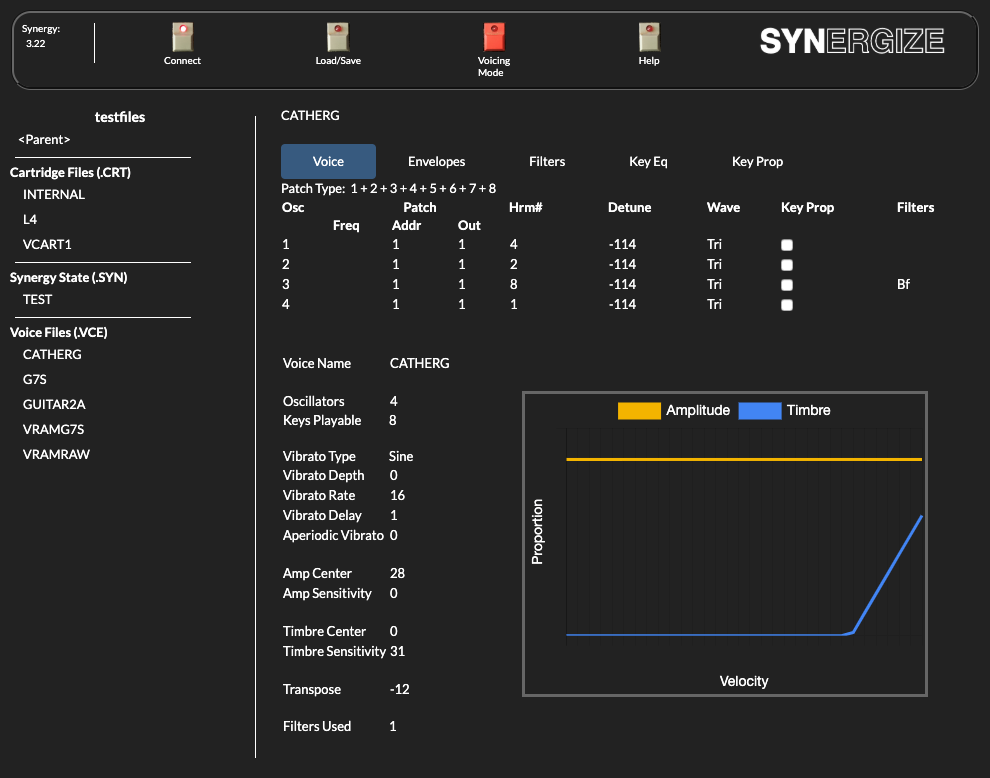 Synergy:
3.22
Connect
Load/Save
Voicing
Mode
Help
SYNERGIZE
testfiles
<Parent>
Cartridge Files (.CRT)
INTERNAL
L4
VCART1
Synergy State (.SYN)
TEST
Voice Files (.VCE)
CATHERG
G7S
GUITAR2A
VRAMG7S
VRAMRAW
CATHERG
Voice Envelopes Filters Key Eq Key Prop
Patch Type: 1 + 2 + 3 + 4 + 5 + 6 + 7 + 8
Osc Patch Hrm# Detune Wave Key Prop Filters
Freq Addr Out
1 1 1 4 -114 Tri
2 1 1 2 -114 Tri
3 1 1 8 -114 Tri Bf
4 1 1 1 -114 Tri
Voice Name CATHERG
Oscillators 4
Keys Playable 8
Vibrato Type Sine
Vibrato Depth 0
Vibrato Rate 16
Vibrato Delay 1
Aperiodic Vibrato 0
Amp Center 28
Amp Sensitivity 0
Timbre Center 0
Timbre Sensitivity 31
Transpose -12
Filters Used 1
Amplitude Timbre
Proportion
Velocity